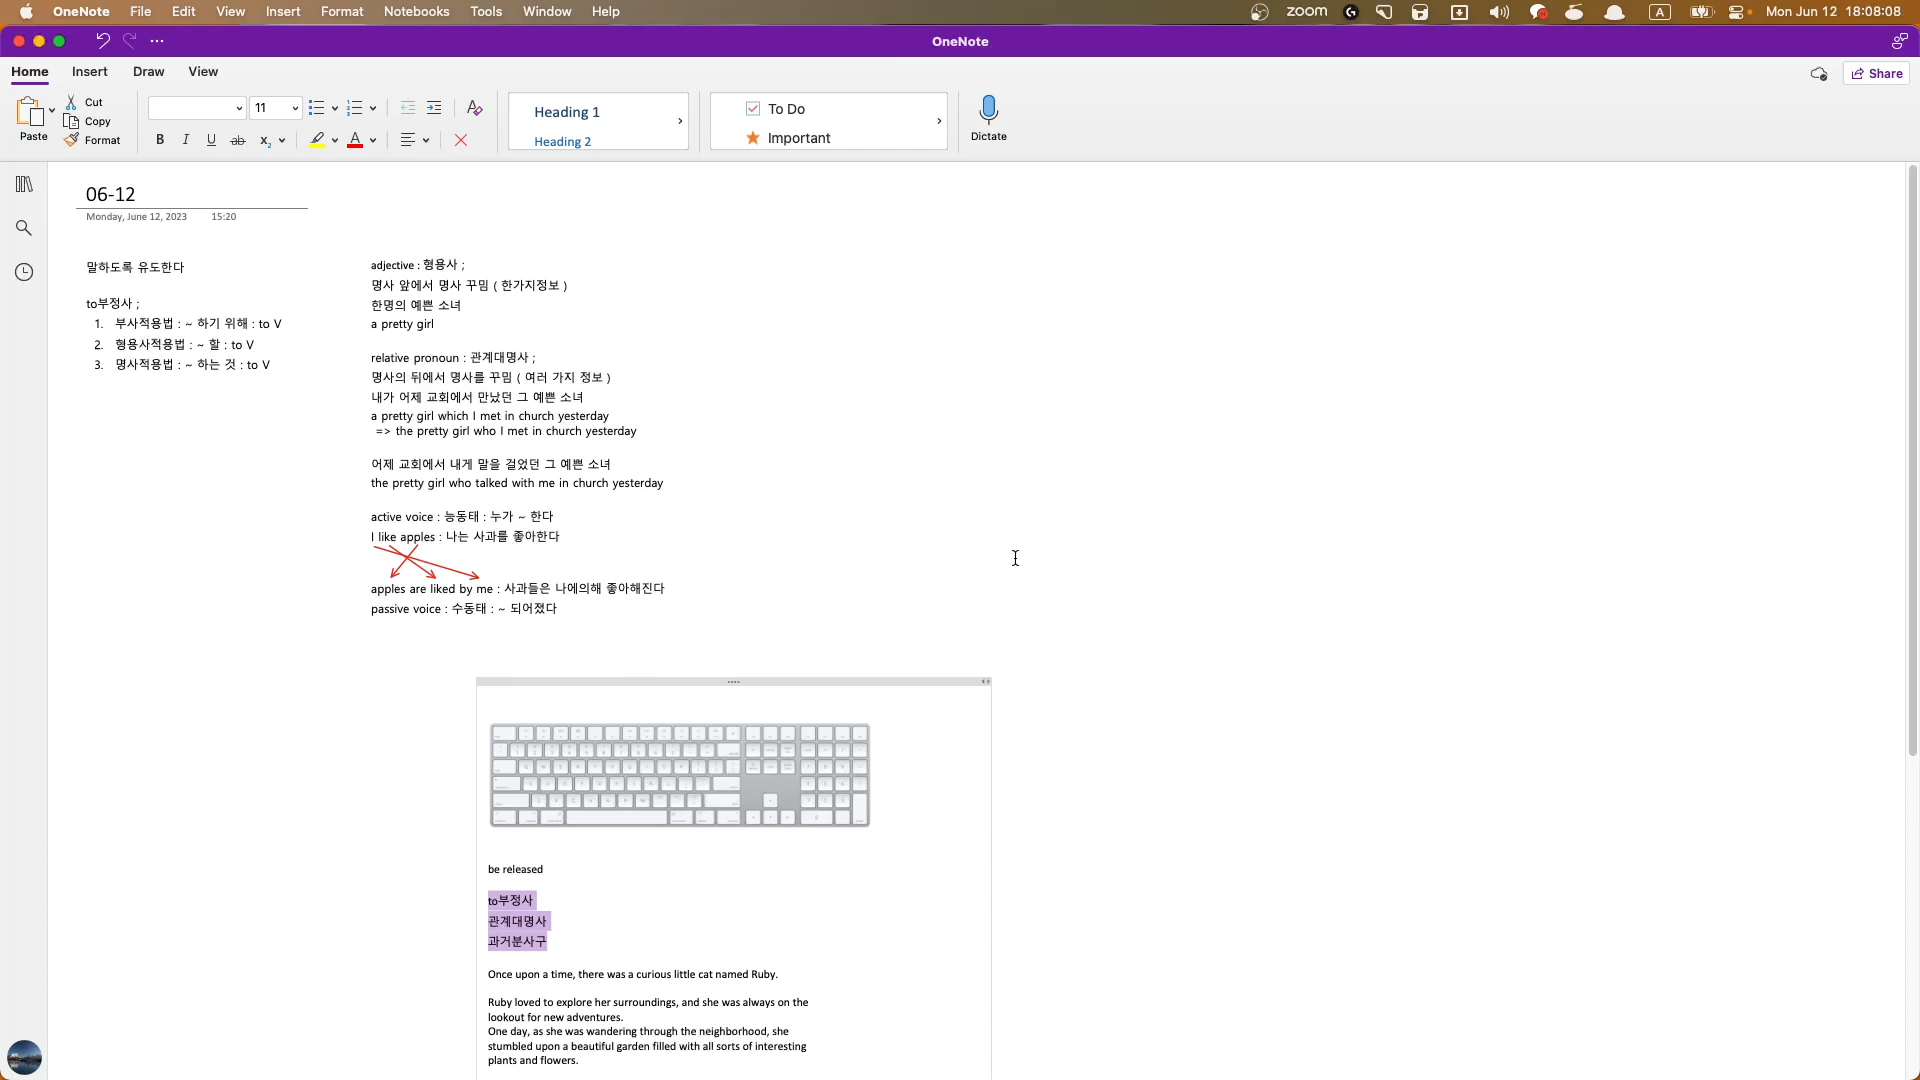 OneNote File Edit View Insert Format Notebooks Tools Window Help
zoom A Mon Jun 12 18:08:08
OneNote
Home Insert Draw View
Share
Paste
Cut
Copy
Format
11
B I U ab x2 A
Heading 1
Heading 2
To Do
Important
Dictate
06-12
Monday, June 12, 2023 15:20
말하도록 유도한다
to부정사 ;
1. 부사적용법 : ~ 하기 위해 : to V
2. 형용사적용법 : ~ 할 : to V
3. 명사적용법 : ~ 하는 것 : to V
adjective : 형용사 ;
명사 앞에서 명사 꾸밈 ( 한가지정보 )
한명의 예쁜 소녀
a pretty girl
relative pronoun : 관계대명사 ;
명사의 뒤에서 명사를 꾸밈 ( 여러 가지 정보 )
내가 어제 교회에서 만났던 그 예쁜 소녀
a pretty girl which I met in church yesterday
=> the pretty girl who I met in church yesterday
어제 교회에서 내게 말을 걸었던 그 예쁜 소녀
the pretty girl who talked with me in church yesterday
active voice : 능동태 : 누가 ~ 한다
I like apples : 나는 사과를 좋아한다
apples are liked by me : 사과들은 나에의해 좋아해진다
passive voice : 수동태 : ~ 되어졌다
be released
to부정사
관계대명사
과거분사구
Once upon a time, there was a curious little cat named Ruby.
Ruby loved to explore her surroundings, and she was always on the
lookout for new adventures.
One day, as she was wandering through the neighborhood, she
stumbled upon a beautiful garden filled with all sorts of interesting
plants and flowers.